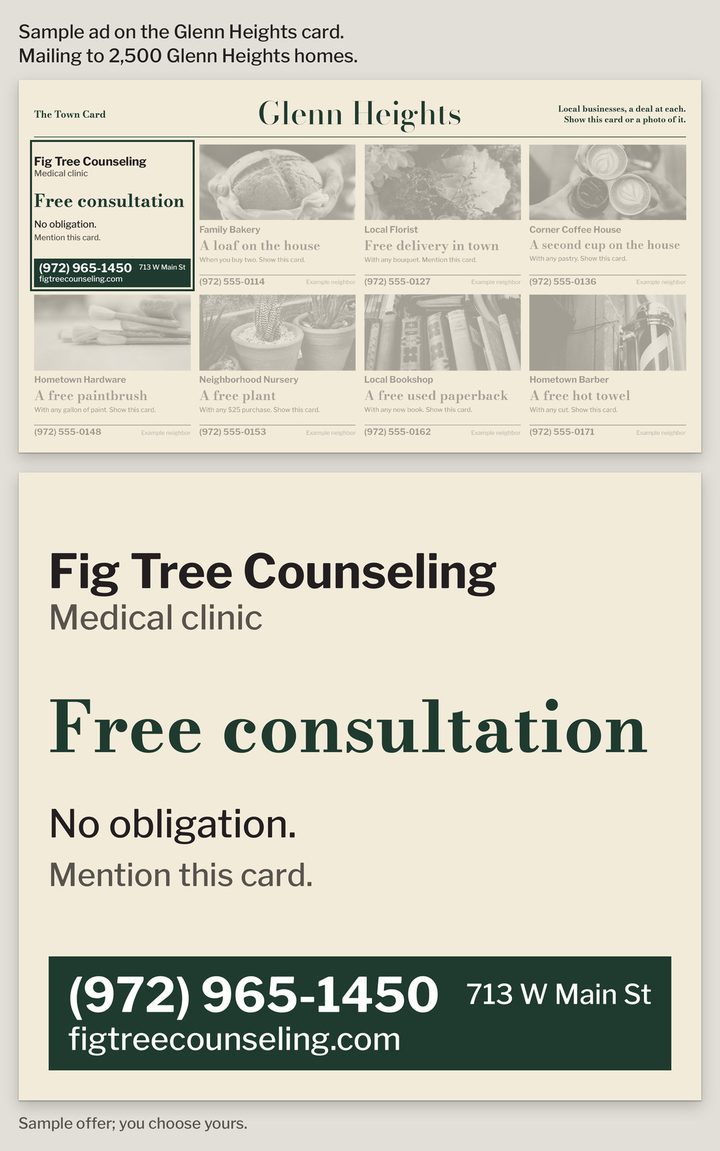 Sample ad on the Glenn Heights card.
Mailing to 2,500 Glenn Heights homes.
The Town Card
Glenn Heights
Local businesses, a deal at each.
Show this card or a photo of it.
Fig Tree Counseling
Medical clinic
Free consultation
No obligation.
Mention this card.
(972) 965-1450 713 W Main St
figtreecounseling.com
Family Bakery
A loaf on the house
When you buy two. Show this card.
(972) 555-0114 Example neighbor
Local Florist
Free delivery in town
With any bouquet. Mention this card.
(972) 555-0127 Example neighbor
Corner Coffee House
A second cup on the house
With any pastry. Show this card.
(972) 555-0136 Example neighbor
Hometown Hardware
A free paintbrush
With any gallon of paint. Show this card.
(972) 555-0148 Example neighbor
Neighborhood Nursery
A free plant
With any $25 purchase. Show this card.
(972) 555-0153 Example neighbor
Local Bookshop
A free used paperback
With any new book. Show this card.
(972) 555-0162 Example neighbor
Hometown Barber
A free hot towel
With any cut. Show this card.
(972) 555-0171 Example neighbor
Fig Tree Counseling
Medical clinic
Free consultation
No obligation.
Mention this card.
(972) 965-1450 713 W Main St
figtreecounseling.com
Sample offer; you choose yours.